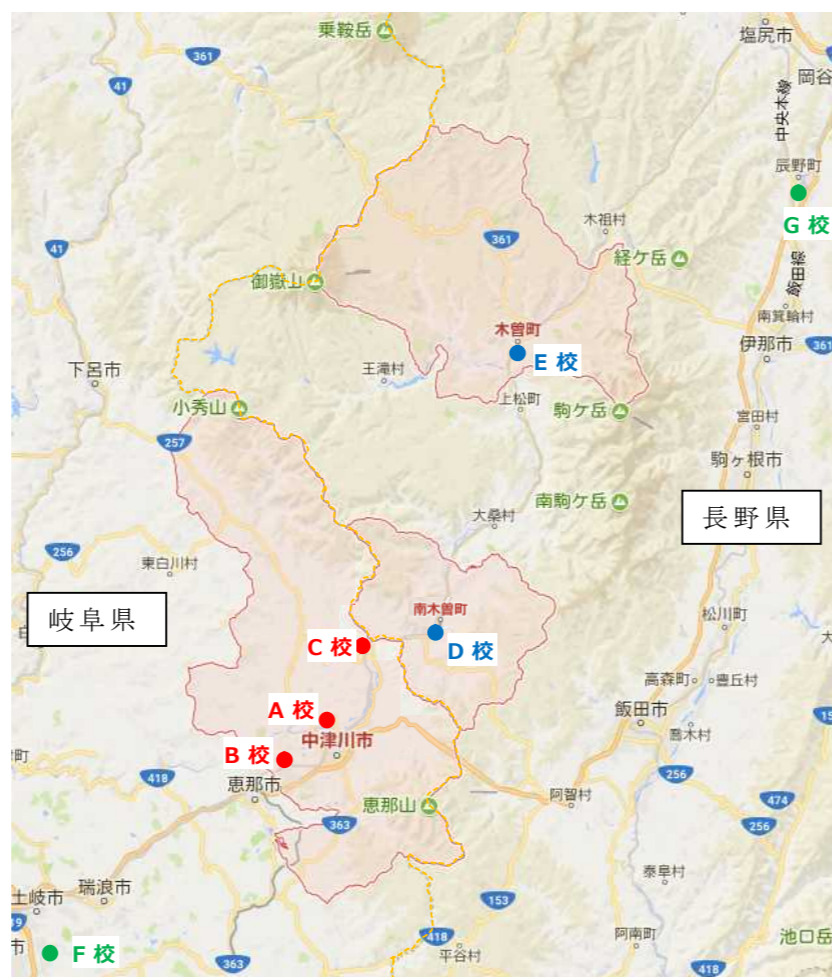 乗鞍岳
塩尻市
361
岡谷
41
中央本線
辰野町
G 校
木祖村
361
経ケ岳
41
御嶽山
飯田線
南箕輪村
木曽町
E 校
伊那市
361
下呂市
王滝村
上松町
小秀山
駒ケ岳
宮田村
257
駒ヶ根市
南駒ケ岳
長野県
大桑村
256
東白川村
岐阜県
南木曽町
松川町
C 校
D 校
高森町
豊丘村
A 校
飯田市
中津川市
喬木村
B 校
418
256
恵那市
恵那山
阿智村
474
363
256
泰阜村
瑞浪市
土岐市
153
19
阿南町
池口岳
市
F 校
363
418
平谷村
418